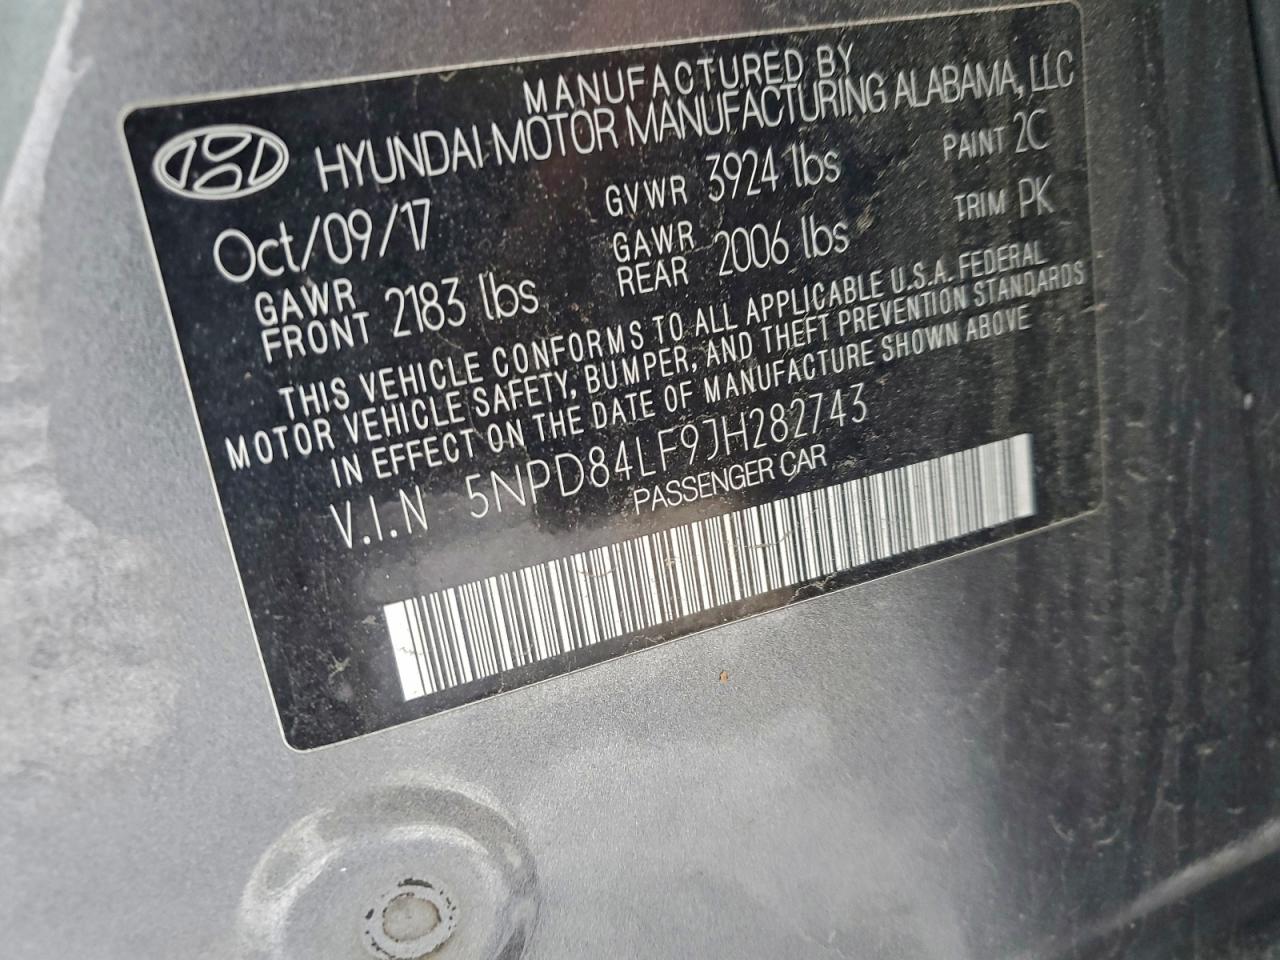 MANUFACTURED BY
HYUNDAI MOTOR MANUFACTURING ALABAMA, LLC
Oct/09/17 GVWR 3924 lbs PAINT 2C
GAWR FRONT 2183 lbs GAWR REAR 2006 lbs TRIM PK
THIS VEHICLE CONFORMS TO ALL APPLICABLE U.S.A. FEDERAL
MOTOR VEHICLE SAFETY, BUMPER, AND THEFT PREVENTION STANDARDS
IN EFFECT ON THE DATE OF MANUFACTURE SHOWN ABOVE
V.I.N 5NPD84LF9JH282743
PASSENGER CAR